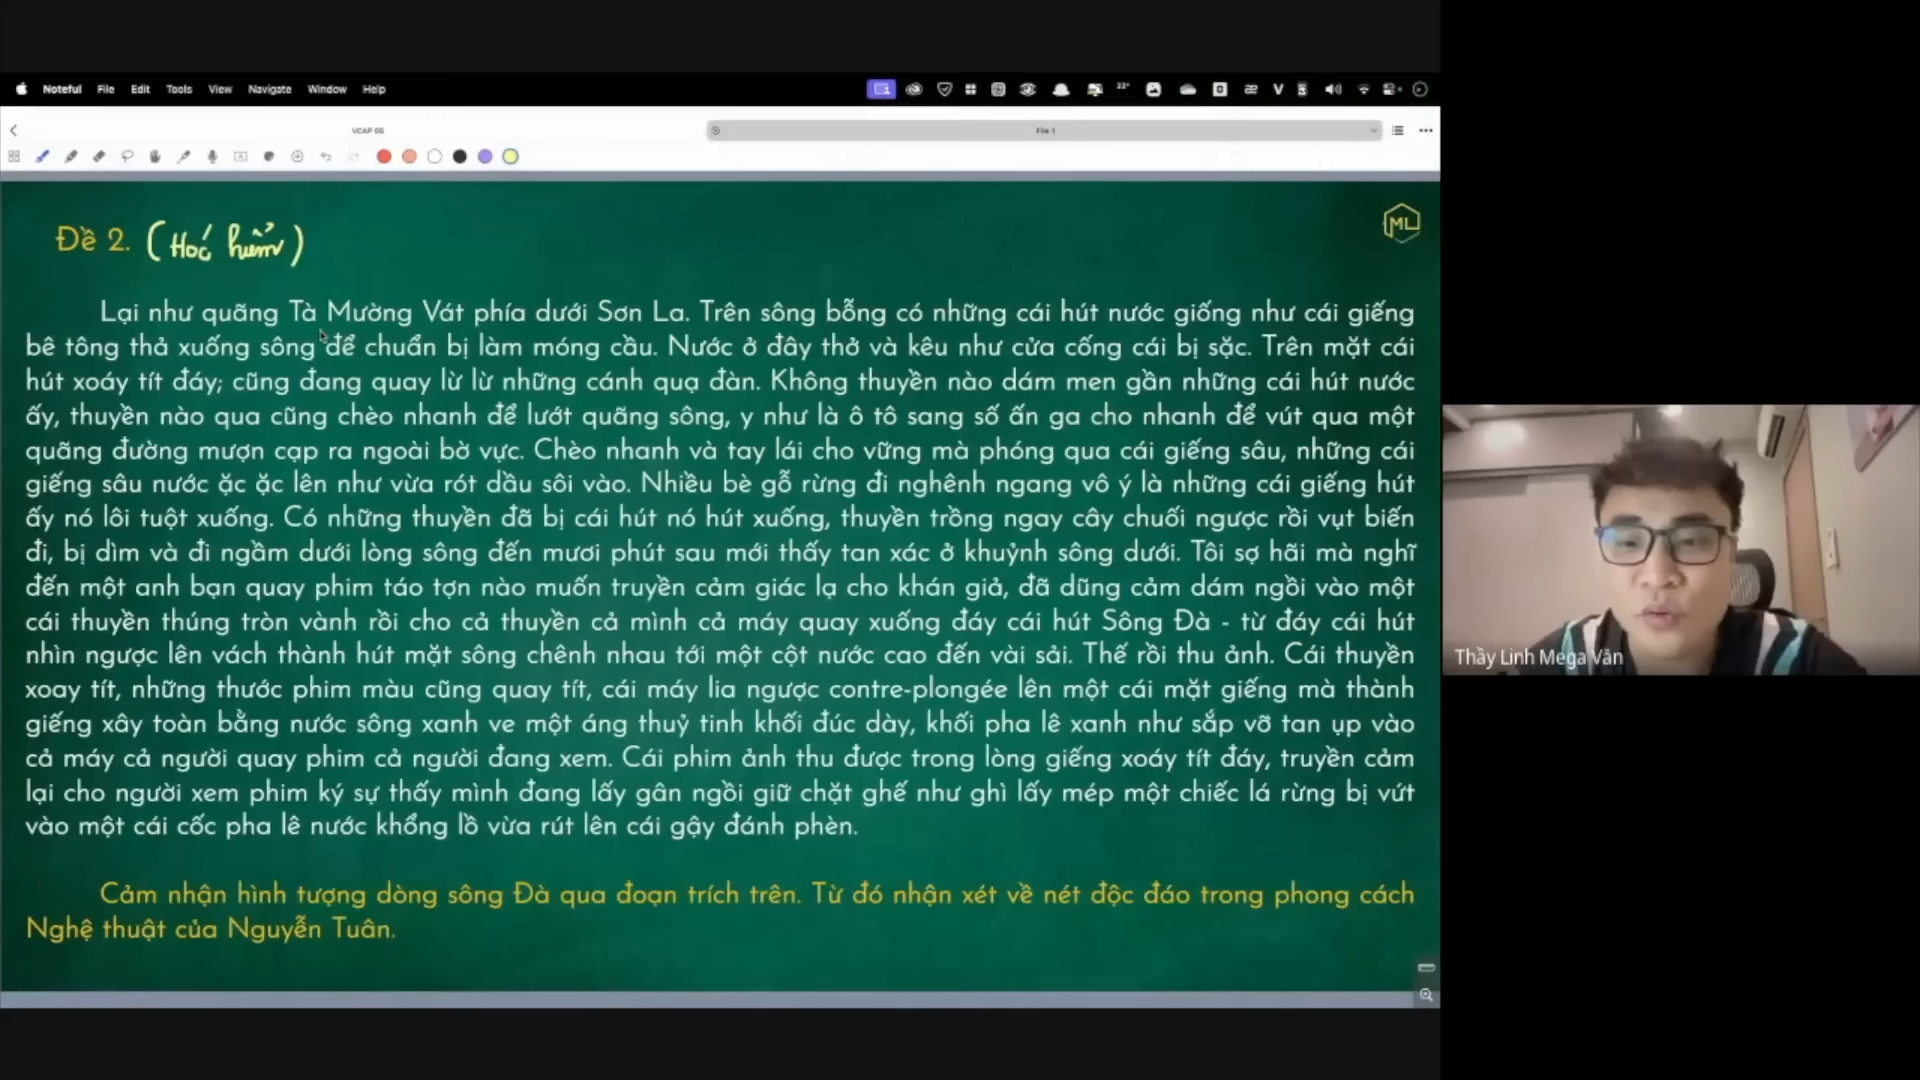 Noteful File Edit Tools View Navigate Window Help 33° V
VCAP 05 File 1
Đề 2. (Hóc hiểm) ML
Lại như quãng Tà Mường Vát phía dưới Sơn La. Trên sông bỗng có những cái hút nước giống như cái giếng
bê tông thả xuống sông để chuẩn bị làm móng cầu. Nước ở đây thở và kêu như cửa cống cái bị sặc. Trên mặt cái
hút xoáy tít đáy; cũng đang quay lừ lừ những cánh quạ đàn. Không thuyền nào dám men gần những cái hút nước
ấy, thuyền nào qua cũng chèo nhanh để lướt quãng sông, y như là ô tô sang số ấn ga cho nhanh để vút qua một
quãng đường mượn cạp ra ngoài bờ vực. Chèo nhanh và tay lái cho vững mà phóng qua cái giếng sâu, những cái
giếng sâu nước ặc ặc lên như vừa rót dầu sôi vào. Nhiều bè gỗ rừng đi nghênh ngang vô ý là những cái giếng hút
ấy nó lôi tuột xuống. Có những thuyền đã bị cái hút nó hút xuống, thuyền trồng ngay cây chuối ngược rồi vụt biến
đi, bị dìm và đi ngầm dưới lòng sông đến mươi phút sau mới thấy tan xác ở khuỷnh sông dưới. Tôi sợ hãi mà nghĩ
đến một anh bạn quay phim táo tợn nào muốn truyền cảm giác lạ cho khán giả, đã dũng cảm dám ngồi vào một
cái thuyền thúng tròn vành rồi cho cả thuyền cả mình cả máy quay xuống đáy cái hút Sông Đà - từ đáy cái hút
nhìn ngược lên vách thành hút mặt sông chênh nhau tới một cột nước cao đến vài sải. Thế rồi thu ảnh. Cái thuyền
xoay tít, những thước phim màu cũng quay tít, cái máy lia ngược contre-plongée lên một cái mặt giếng mà thành
giếng xây toàn bằng nước sông xanh ve một áng thuỷ tinh khối đúc dày, khối pha lê xanh như sắp vỡ tan ụp vào
cả máy cả người quay phim cả người đang xem. Cái phim ảnh thu được trong lòng giếng xoáy tít đáy, truyền cảm
lại cho người xem phim ký sự thấy mình đang lấy gân ngồi giữ chặt ghế như ghì lấy mép một chiếc lá rừng bị vứt
vào một cái cốc pha lê nước khổng lồ vừa rút lên cái gậy đánh phèn.
Cảm nhận hình tượng dòng sông Đà qua đoạn trích trên. Từ đó nhận xét về nét độc đáo trong phong cách
Nghệ thuật của Nguyễn Tuân.
Thầy Linh Mega Văn